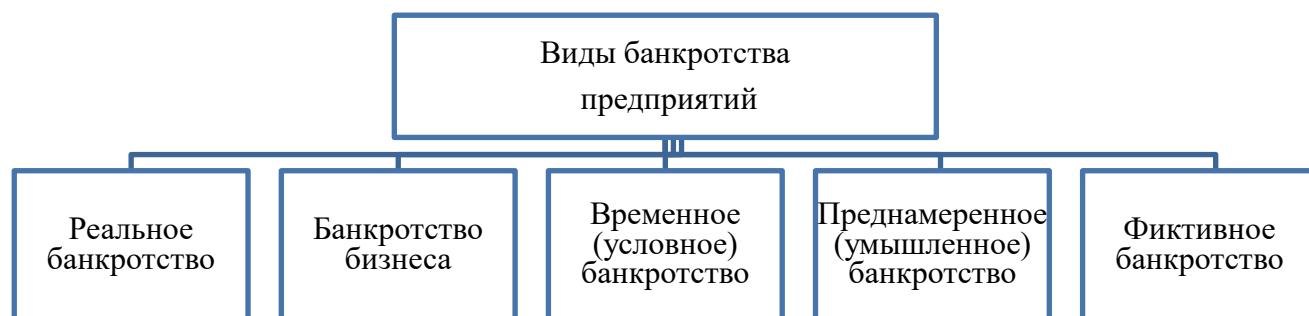 Виды банкротства
предприятий
Реальное
банкротство
Банкротство
бизнеса
Временное
(условное)
банкротство
Преднамеренное
(умышленное)
банкротство
Фиктивное
банкротство